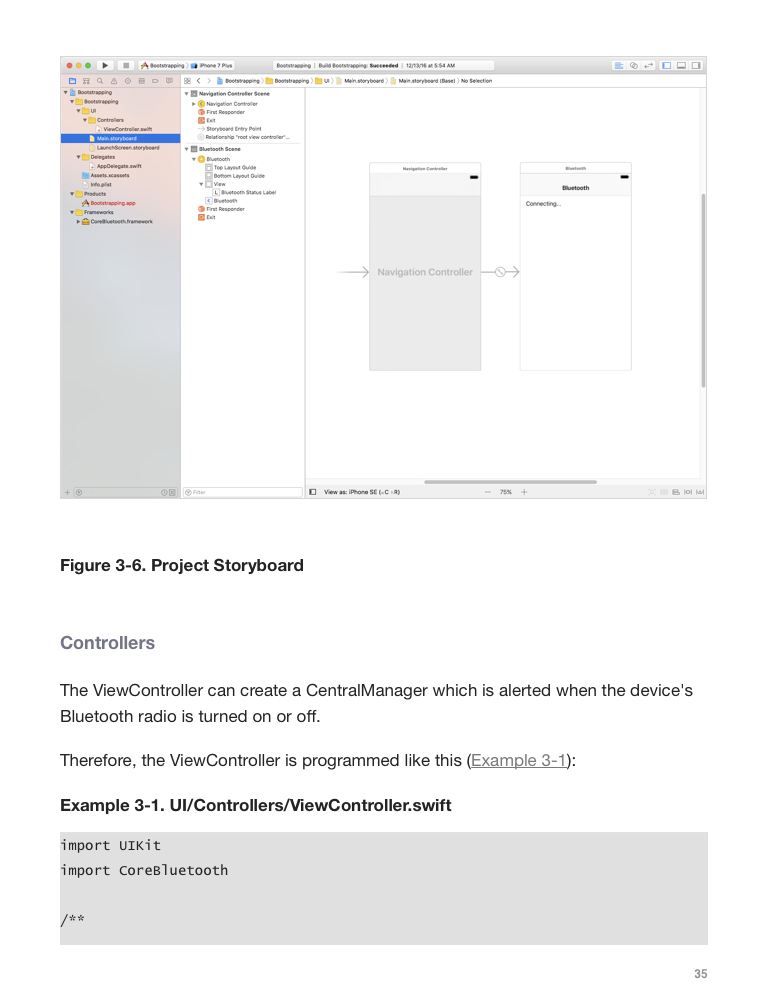 Bootstrapping
iPhone 7 Plus
Bootstrapping | Build Bootstrapping: Succeeded | 12/13/16 at 5:54 AM
Bootstrapping
Bootstrapping
UI
Main.storyboard
Main.storyboard (Base)
No Selection
Bootstrapping
Bootstrapping
UI
Controllers
ViewController.swift
Main.storyboard
LaunchScreen.storyboard
Delegates
AppDelegate.swift
Assets.xcassets
Info.plist
Products
Bootstrapping.app
Frameworks
CoreBluetooth.framework
Navigation Controller Scene
Navigation Controller
First Responder
Exit
Storyboard Entry Point
Relationship "root view controller"...
Bluetooth Scene
Bluetooth
Top Layout Guide
Bottom Layout Guide
View
L Bluetooth Status Label
Bluetooth
First Responder
Exit
Filter
Navigation Controller
Navigation Controller
Bluetooth
Bluetooth
Connecting...
View as: iPhone SE (wC hR)
— 75% +
Figure 3-6. Project Storyboard
Controllers
The ViewController can create a CentralManager which is alerted when the device's
Bluetooth radio is turned on or off.
Therefore, the ViewController is programmed like this (Example 3-1):
Example 3-1. UI/Controllers/ViewController.swift
import UIKit
import CoreBluetooth
/**
35